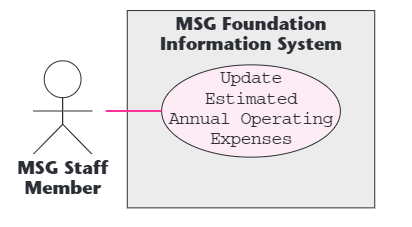 MSG Foundation
Information System
Update
Estimated
Annual Operating
Expenses
MSG Staff
Member